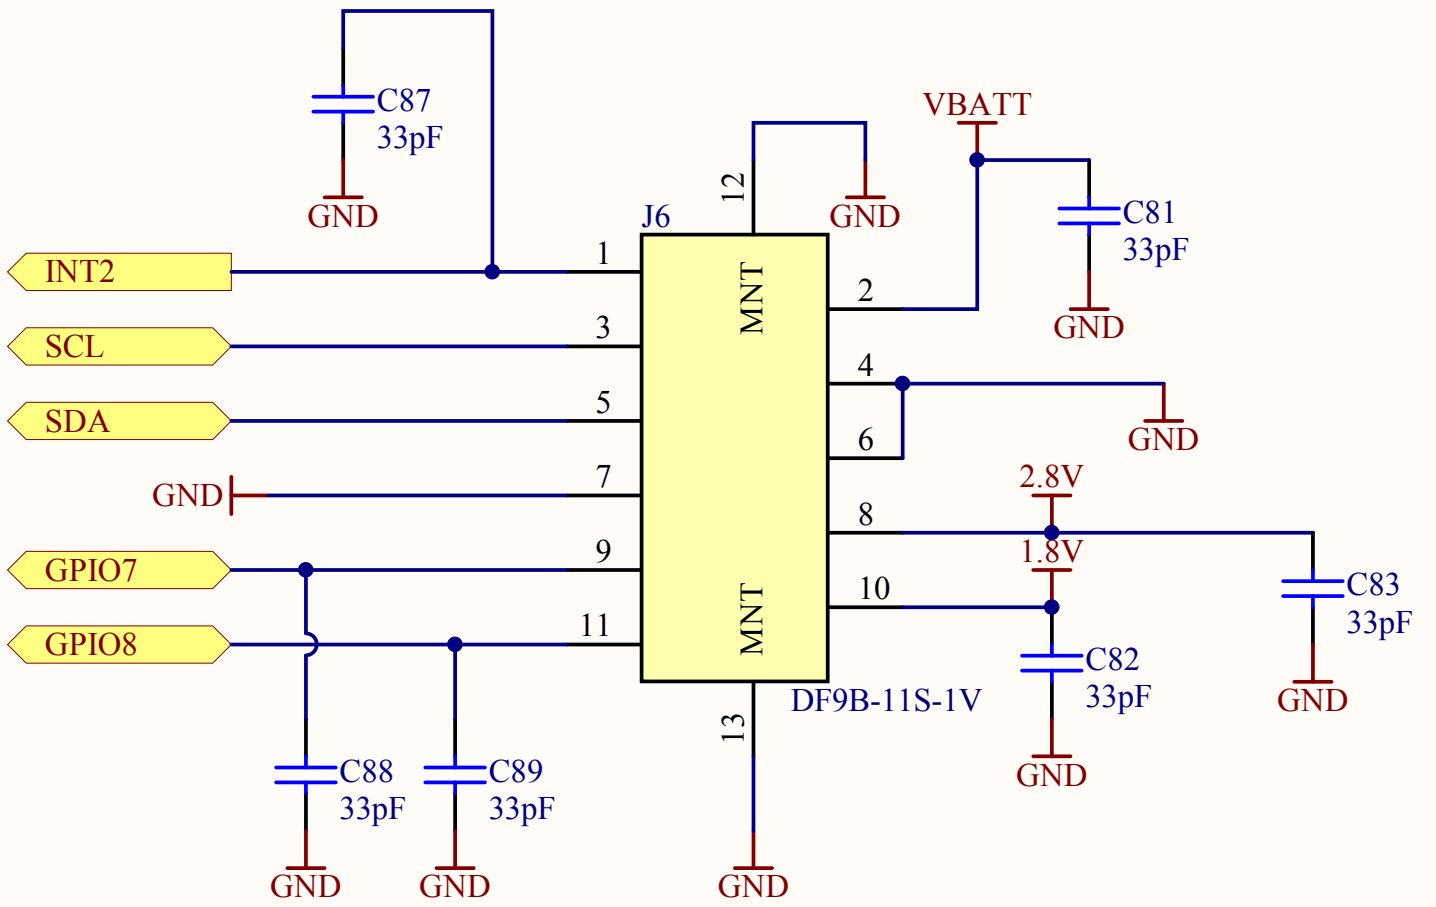 C87
33pF
GND
VBATT
12
GND
C81
33pF
GND
J6
INT2
1
MNT
2
SCL
3
4
SDA
5
6
GND
GND
7
2.8V
8
1.8V
GPIO7
9
10
C83
33pF
GND
GPIO8
11
MNT
C82
33pF
GND
DF9B-11S-1V
13
C88
33pF
GND
C89
33pF
GND
GND